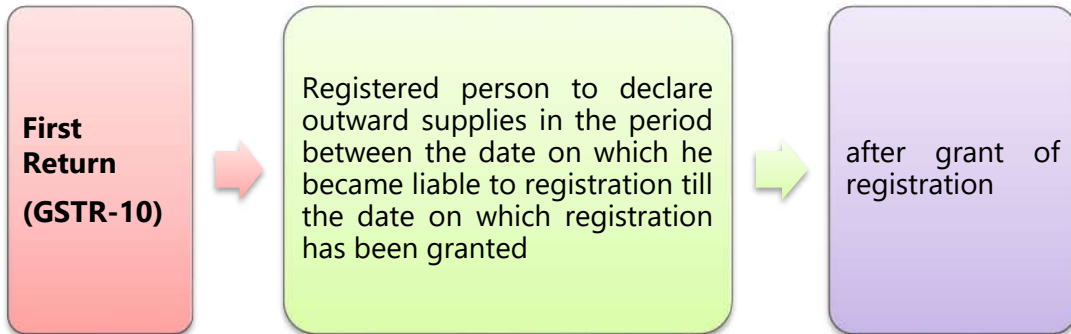 First
Return
(GSTR-10)
Registered person to declare
outward supplies in the period
between the date on which he
became liable to registration till
the date on which registration
has been granted
after grant of
registration